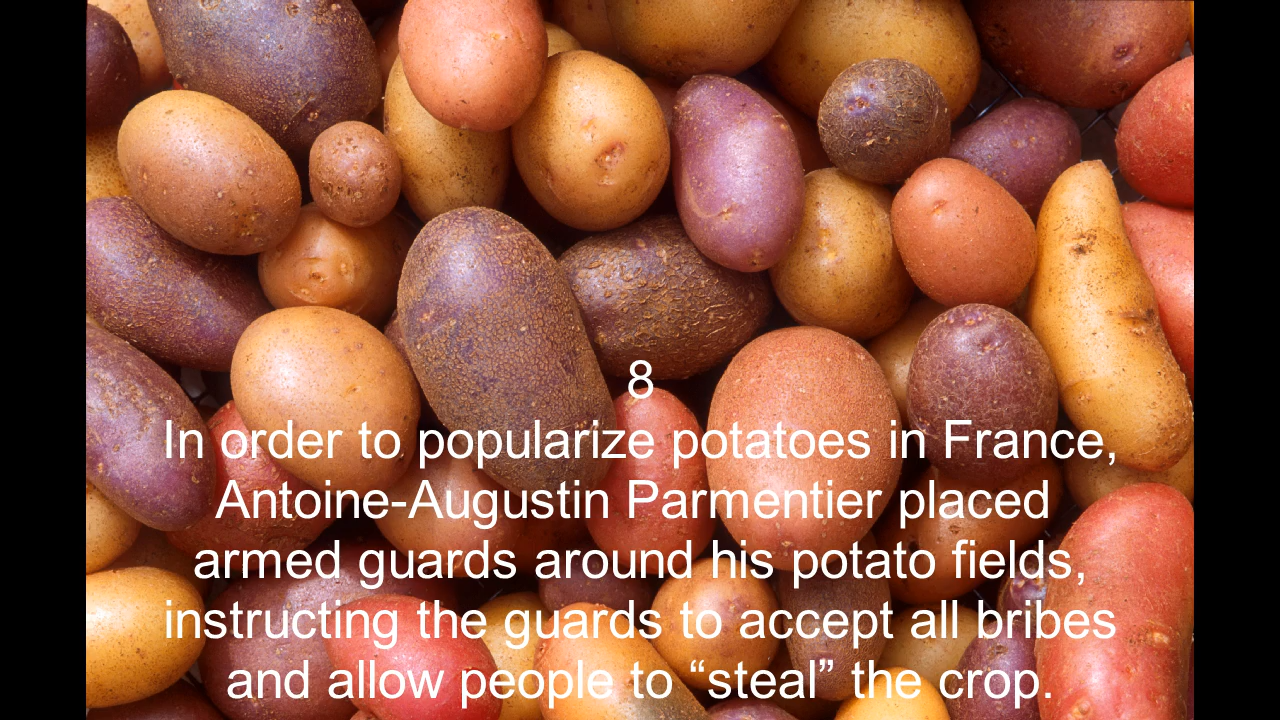 8
In order to popularize potatoes in France,
Antoine-Augustin Parmentier placed
armed guards around his potato fields,
instructing the guards to accept all bribes
and allow people to “steal” the crop.